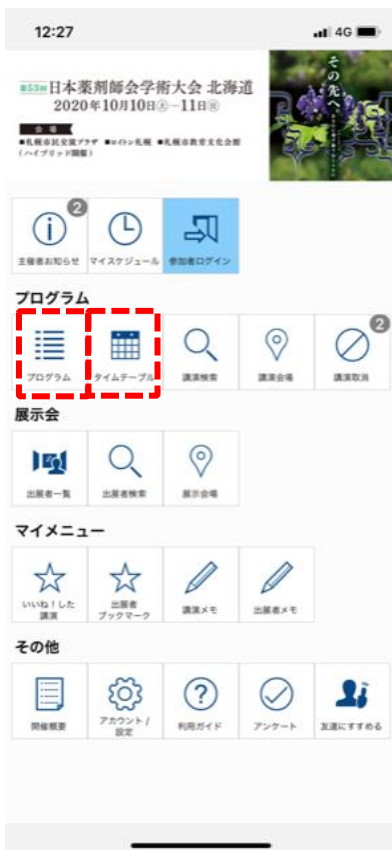 12:27
4G
第53回 日本薬剤師会学術大会 北海道
2020年10月10日㊏－11日㊐
会 場
■札幌市民交流プラザ ■ロイトン札幌 ■札幌市教育文化会館
(ハイブリッド開催)
その先へ
2
主催者お知らせ マイスケジュール 参加者ログイン
プログラム
2
プログラム タイムテーブル 講演検索 講演会場 講演取消
展示会
出展者一覧 出展者検索 展示会場
マイメニュー
いいね！した 出展者 講演メモ 出展者メモ
講演 ブックマーク
その他
開催概要 アカウント / 利用ガイド アンケート 友達にすすめる
設定